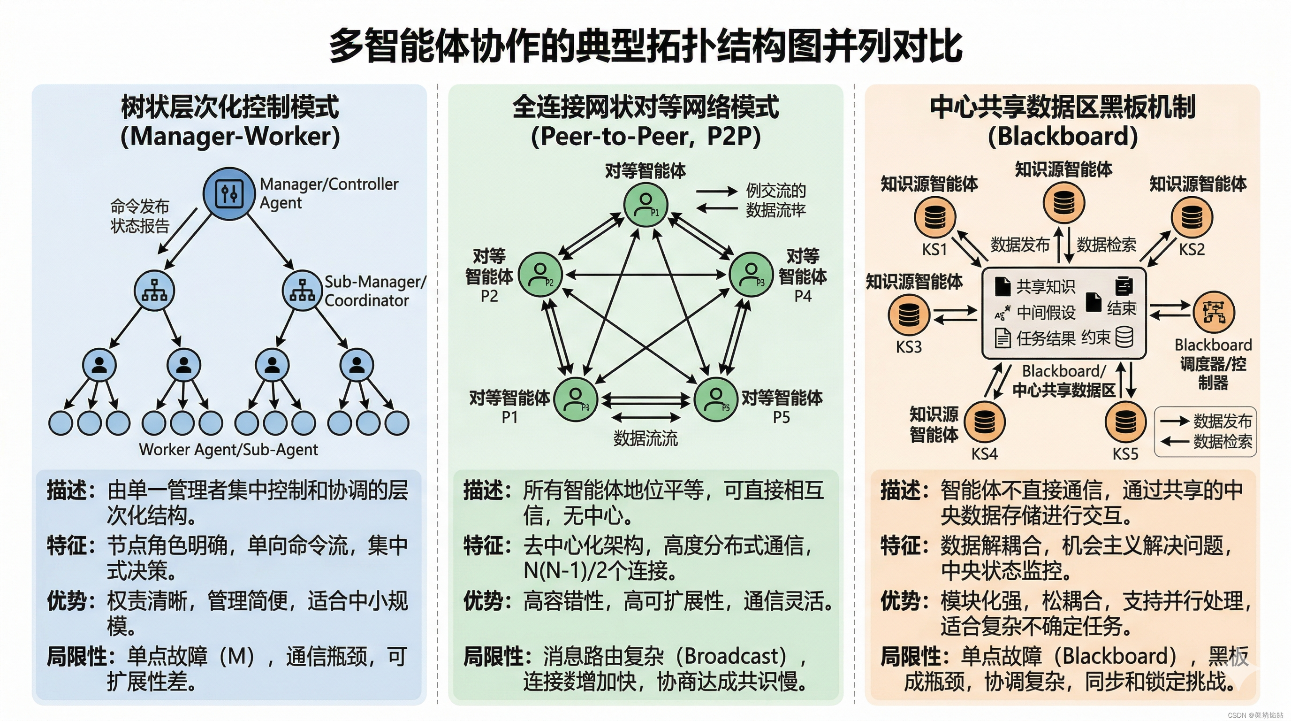 多智能体协作的典型拓扑结构图并列对比
树状层次化控制模式
(Manager-Worker)
Manager/Controller
Agent
命令发布
状态报告
Sub-Manager/
Coordinator
Worker Agent/Sub-Agent
描述：由单一管理者集中控制和协调的层
次化结构。
特征：节点角色明确，单向命令流，集中
式决策。
优势：权责清晰，管理简便，适合中小规
模。
局限性：单点故障（M），通信瓶颈，可
扩展性差。
全连接网状对等网络模式
(Peer-to-Peer, P2P)
对等智能体
P1
例交流的
数据流
对等
智能体
P2
P2
P3
对等
智能体
P4
对等智能体
P1
P3
P5
对等智能体
P5
数据流流
描述：所有智能体地位平等，可直接相互
信，无中心。
特征：去中心化架构，高度分布式通信，
N(N-1)/2个连接。
优势：高容错性，高可扩展性，通信灵活。
局限性：消息路由复杂（Broadcast），
连接增加快，协商达成共识慢。
中心共享数据区黑板机制
(Blackboard)
知识源智能体
知识源智能体
KS1
知识源智能体
KS2
数据发布
数据检索
知识源智能体
KS3
共享知识
中间假设
任务结果
结束
约束
Blackboard
调度器/控
制器
Blackboard/
中心共享数据区
知识源
智能体
KS4
KS5
数据发布
数据检索
描述：智能体不直接通信，通过共享的中
央数据存储进行交互。
特征：数据解耦合，机会主义解决问题，
中央状态监控。
优势：模块化强，松耦合，支持并行处理，
适合复杂不确定任务。
局限性：单点故障（Blackboard），黑板
成瓶颈，协调复杂，同步和锁定挑战。